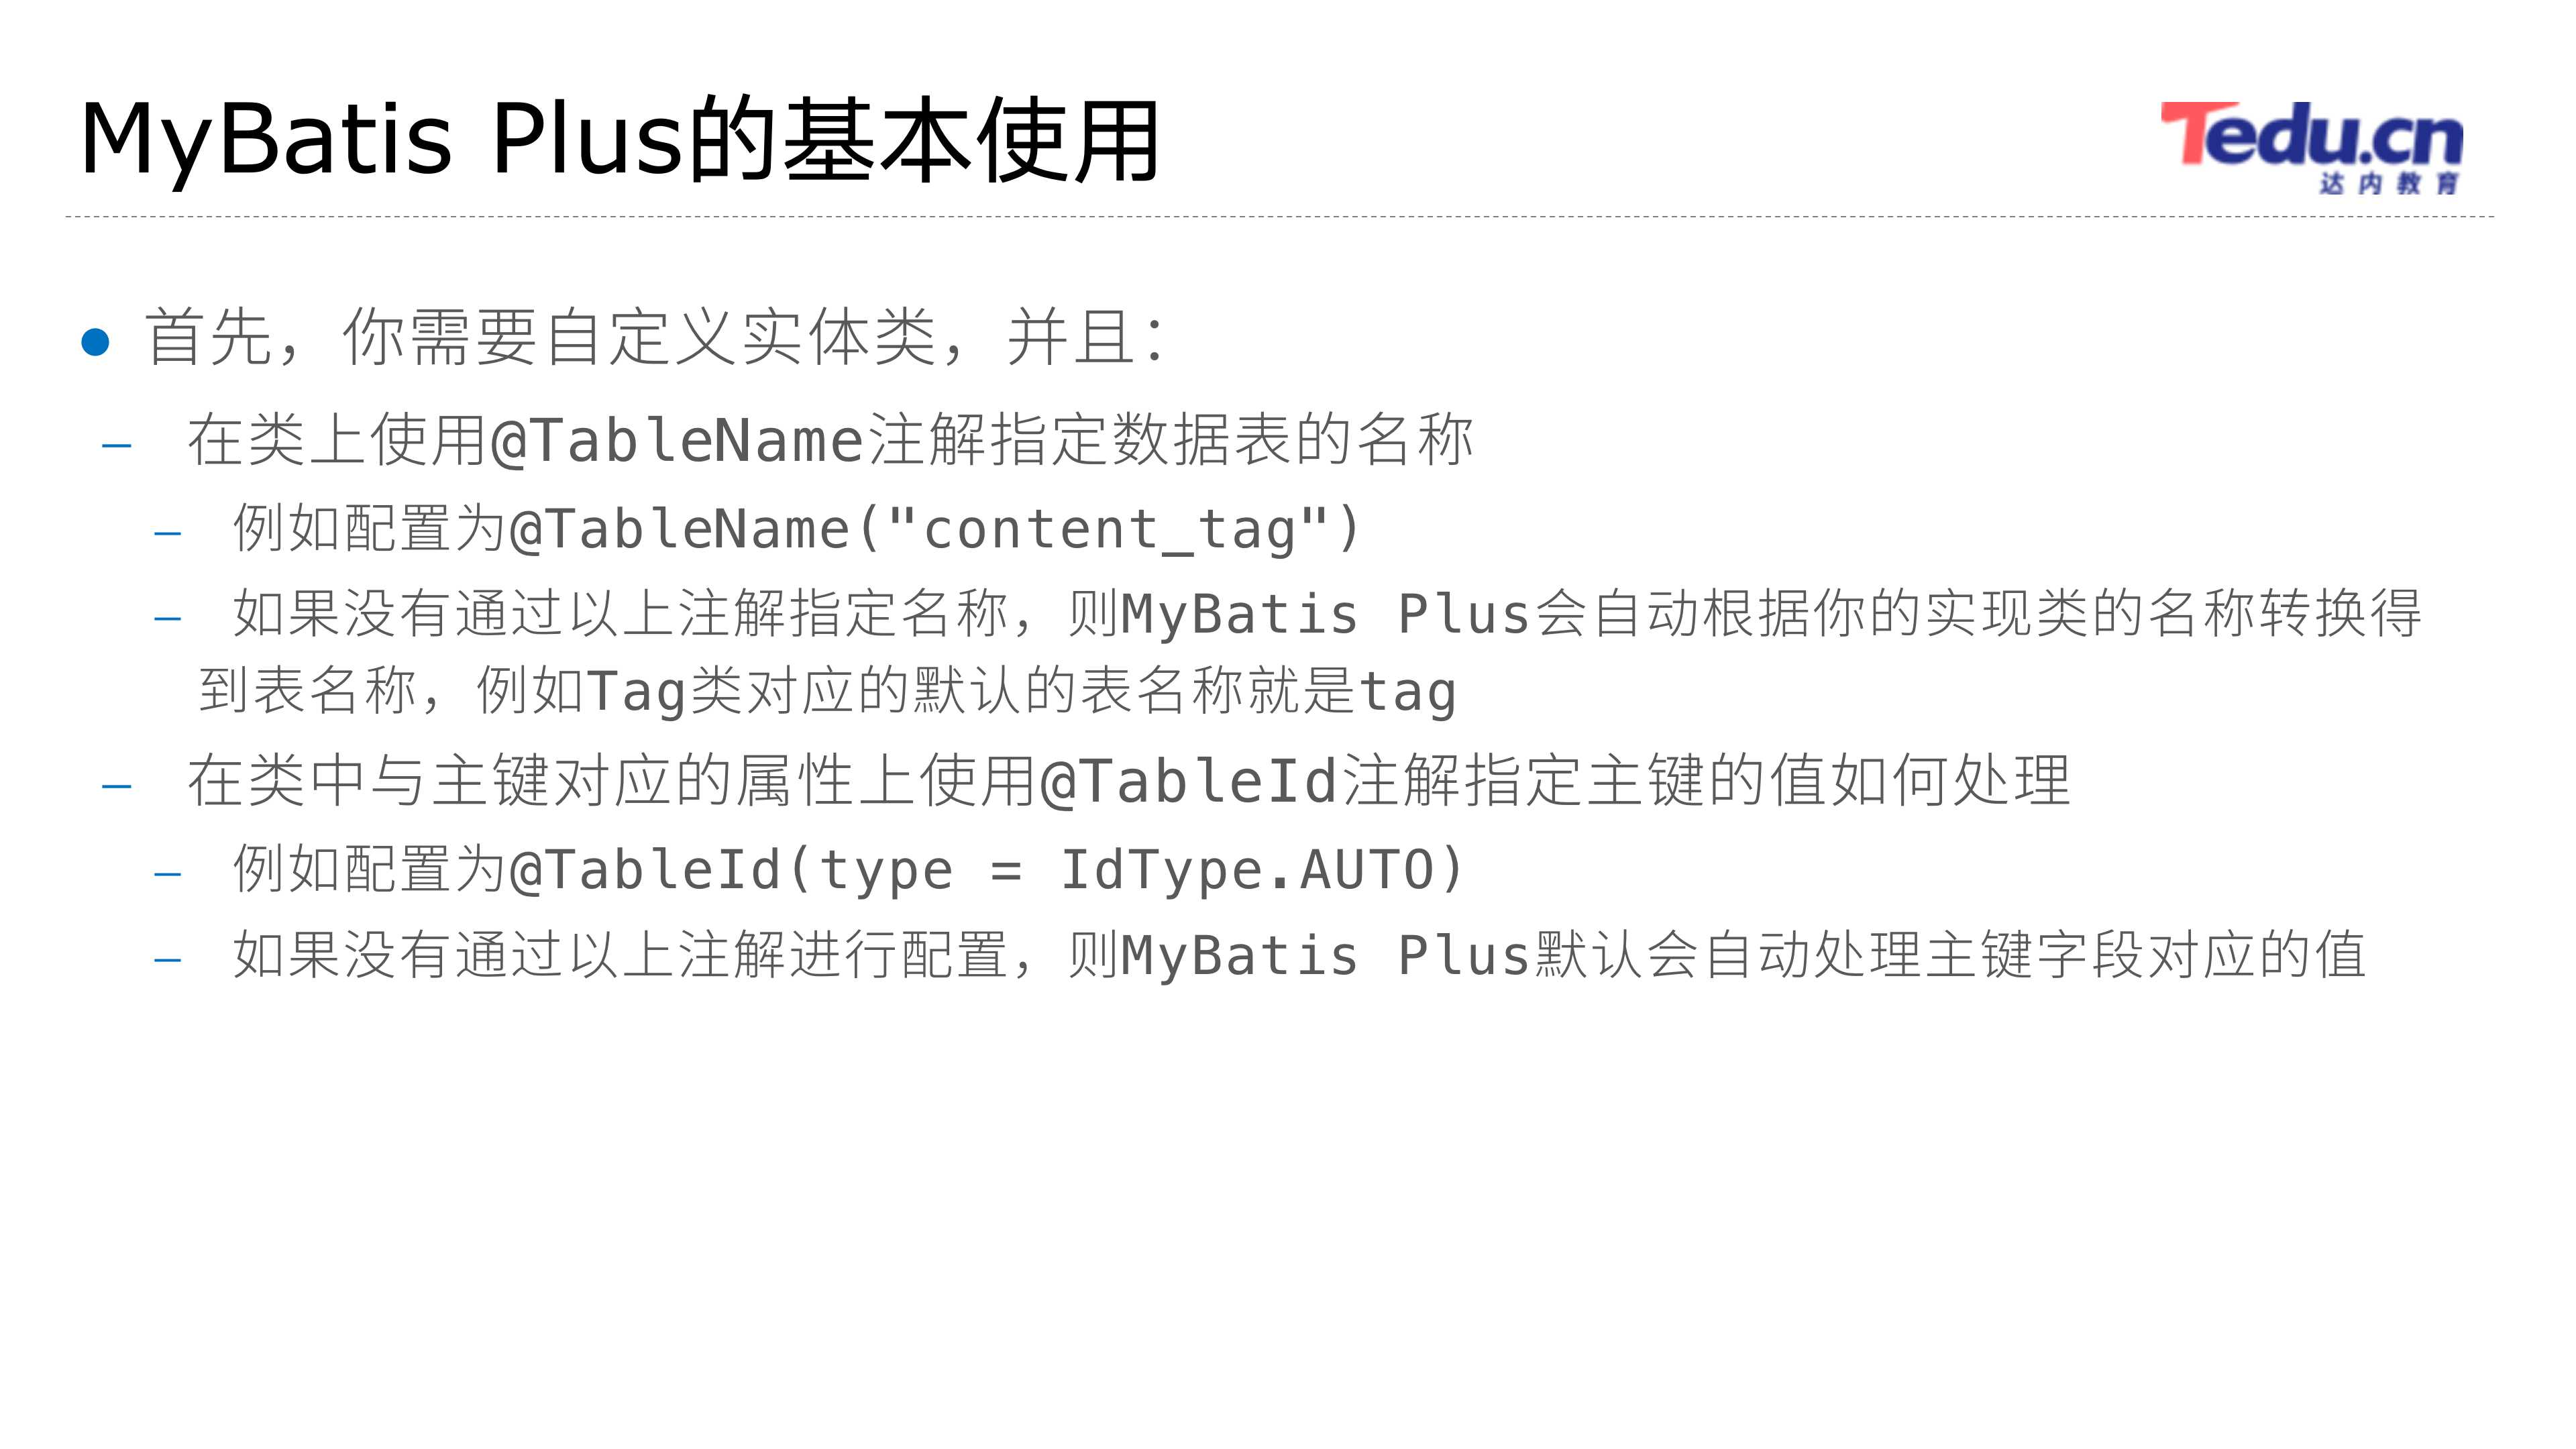 MyBatis Plus的基本使用
Tedu.cn
达内教育
● 首先，你需要自定义实体类，并且：
– 在类上使用@TableName注解指定数据表的名称
– 例如配置为@TableName("content_tag")
– 如果没有通过以上注解指定名称，则MyBatis Plus会自动根据你的实现类的名称转换得
到表名称，例如Tag类对应的默认的表名称就是tag
– 在类中与主键对应的属性上使用@TableId注解指定主键的值如何处理
– 例如配置为@TableId(type = IdType.AUTO)
– 如果没有通过以上注解进行配置，则MyBatis Plus默认会自动处理主键字段对应的值